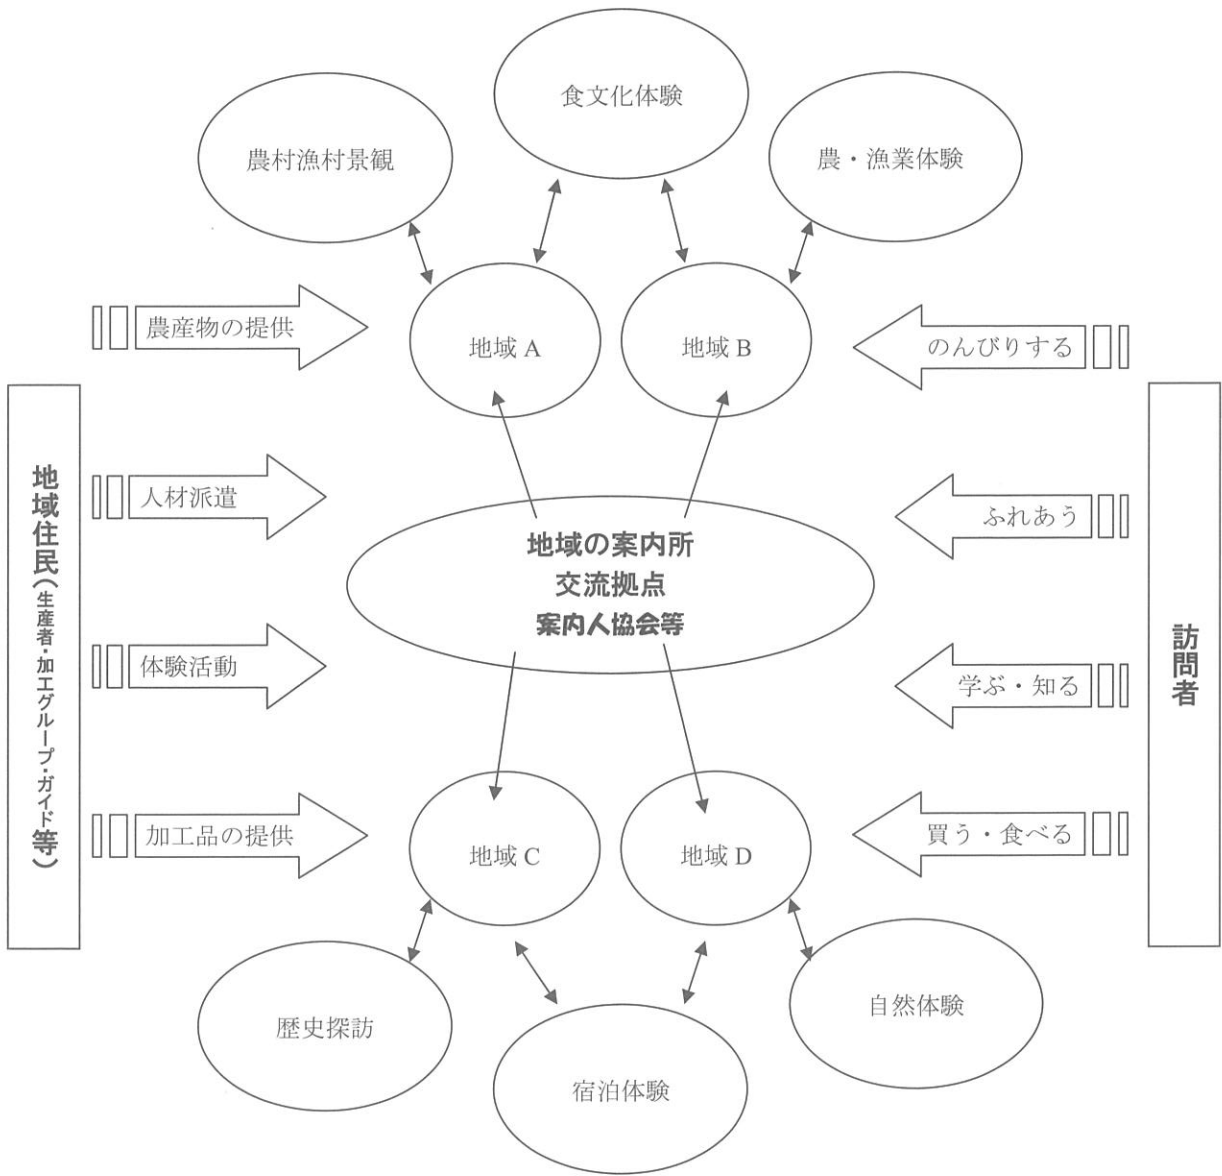 食文化体験
農村漁村景観
農・漁業体験
農産物の提供
地域 A
地域 B
のんびりする
地域住民(生産者・加工グループ・ガイド等)
人材派遣
地域の案内所
交流拠点
案内人協会等
ふれあう
訪問者
体験活動
学ぶ・知る
加工品の提供
地域 C
地域 D
買う・食べる
歴史探訪
宿泊体験
自然体験